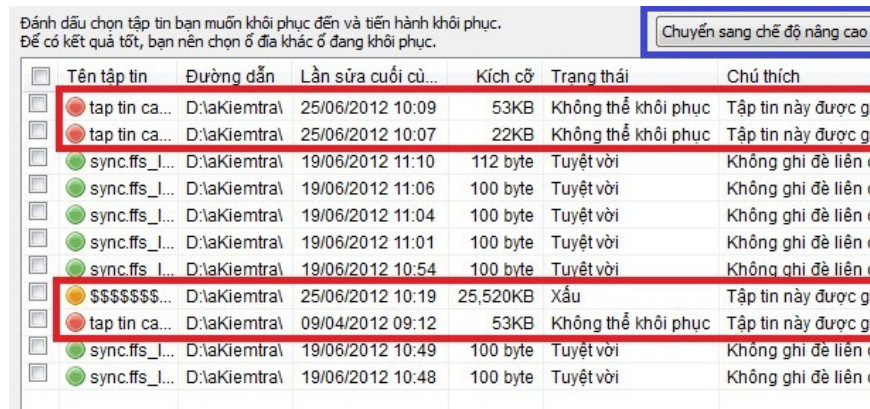 Đánh dấu chọn tập tin bạn muốn khôi phục đến và tiến hành khôi phục.
Để có kết quả tốt, bạn nên chọn ổ đĩa khác ổ đang khôi phục.
Chuyển sang chế độ nâng cao
Tên tập tin Đường dẫn Lần sửa cuối cù... Kích cỡ Trạng thái Chú thích
tap tin ca... D:\aKiemtra\ 25/06/2012 10:09 53KB Không thể khôi phục Tập tin này được g
tap tin ca... D:\aKiemtra\ 25/06/2012 10:07 22KB Không thể khôi phục Tập tin này được g
sync.ffs_l... D:\aKiemtra\ 19/06/2012 11:10 112 byte Tuyệt vời Không ghi đè liên
sync.ffs_l... D:\aKiemtra\ 19/06/2012 11:06 100 byte Tuyệt vời Không ghi đè liên
sync.ffs_l... D:\aKiemtra\ 19/06/2012 11:04 100 byte Tuyệt vời Không ghi đè liên
sync.ffs_l... D:\aKiemtra\ 19/06/2012 11:01 100 byte Tuyệt vời Không ghi đè liên
sync.ffs_l... D:\aKiemtra\ 19/06/2012 10:54 100 byte Tuyệt vời Không ghi đè liên
$$$$$$$... D:\aKiemtra\ 25/06/2012 10:19 25,520KB Xấu Tập tin này được g
tap tin ca... D:\aKiemtra\ 09/04/2012 09:12 53KB Không thể khôi phục Tập tin này được g
sync.ffs_l... D:\aKiemtra\ 19/06/2012 10:49 100 byte Tuyệt vời Không ghi đè liên
sync.ffs_l... D:\aKiemtra\ 19/06/2012 10:48 100 byte Tuyệt vời Không ghi đè liên